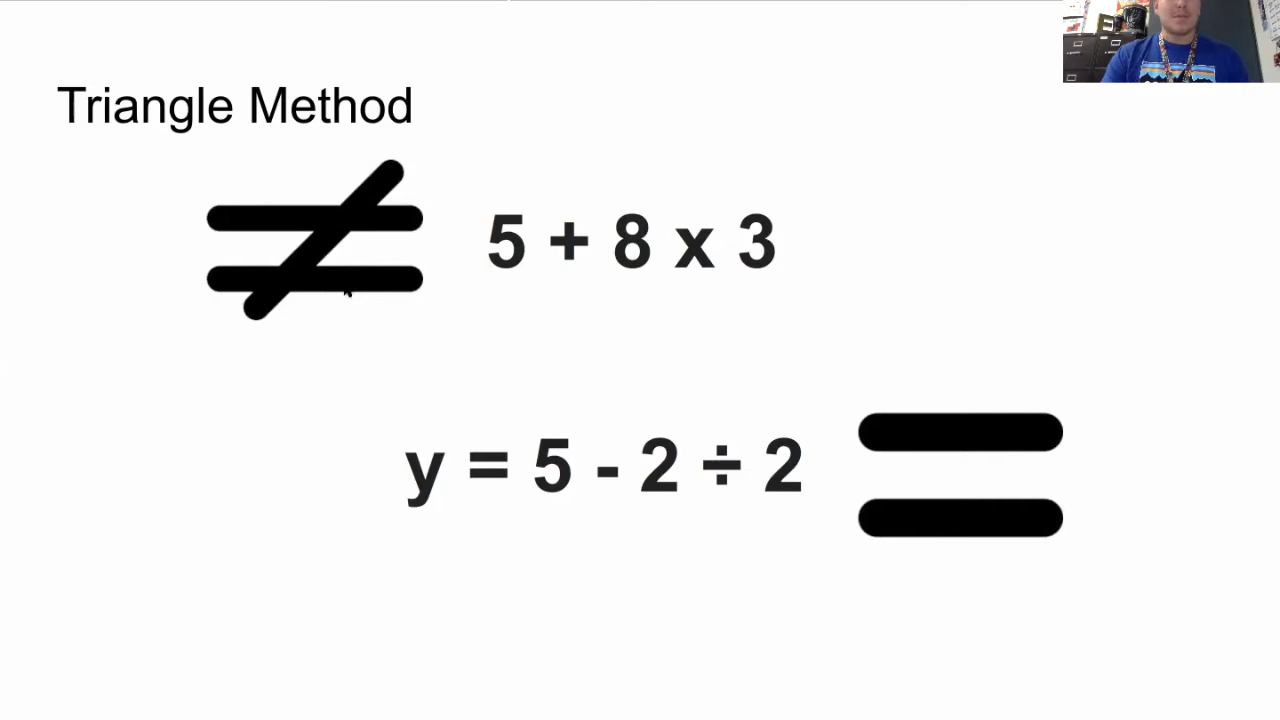 Triangle Method
≠ 5 + 8 x 3
y = 5 - 2 ÷ 2 =